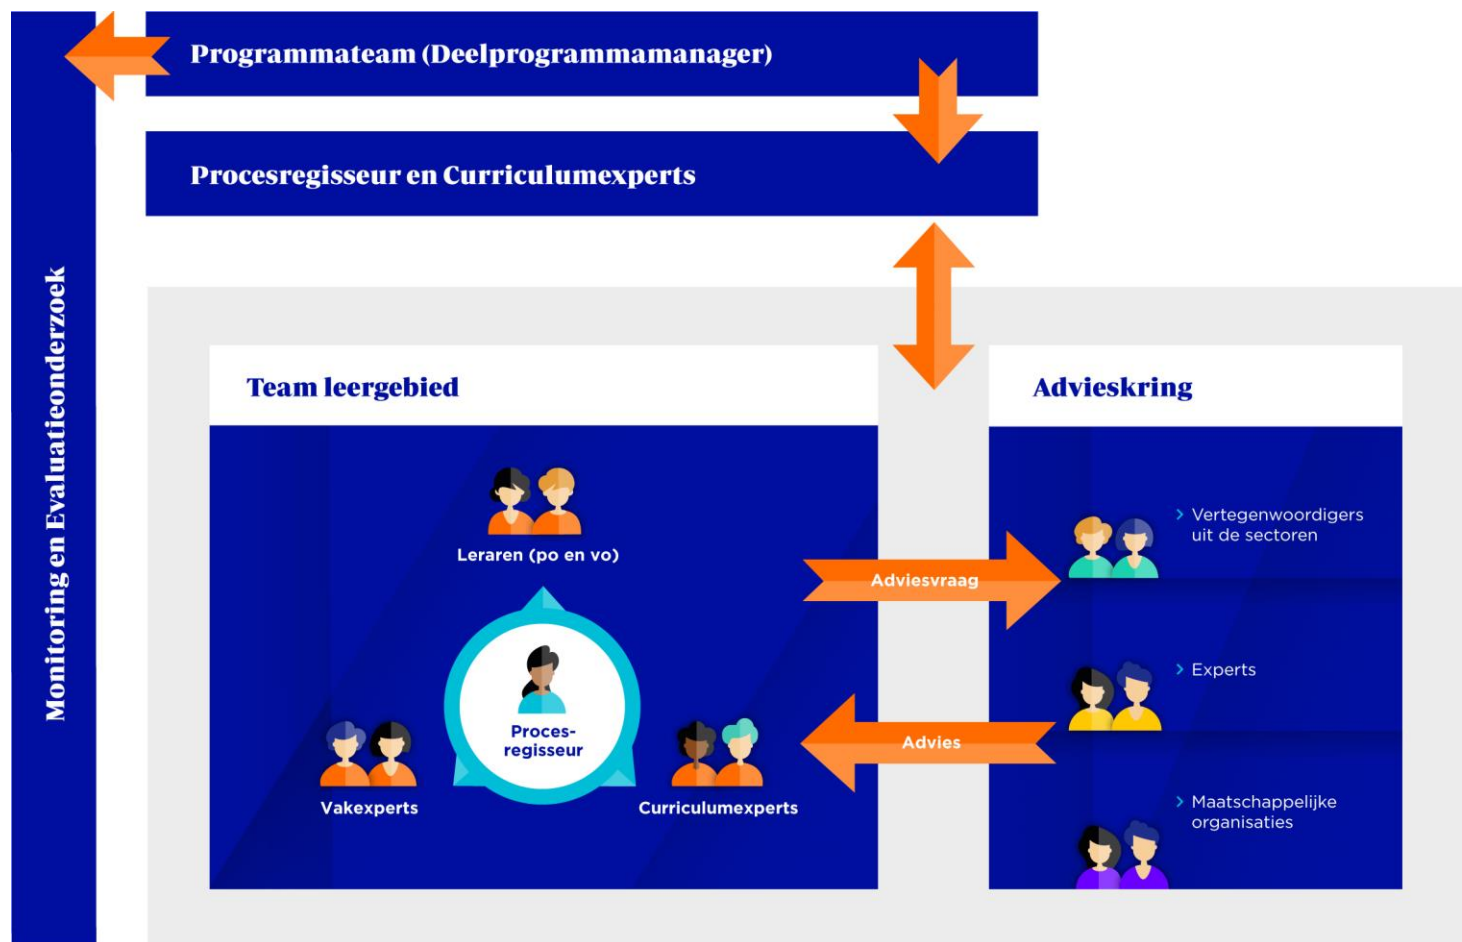 Programmateam (Deelprogrammamanager)
Procesregisseur en Curriculumexperts
Monitoring en Evaluatieonderzoek
Team leergebied
Leraren (po en vo)
Proces-
regisseur
Vakexperts
Curriculumexperts
Adviesvraag
Advies
Advieskring
> Vertegenwoordigers
uit de sectoren
> Experts
> Maatschappelijke
organisaties